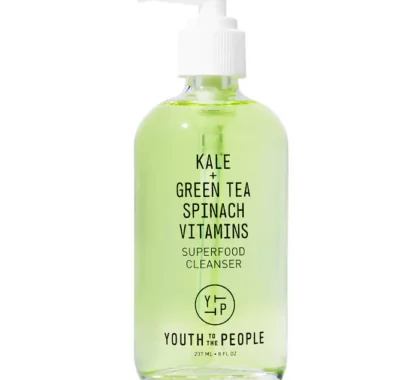 KALE
+
GREEN TEA
SPINACH
VITAMINS
SUPERFOOD
CLEANSER
Y T
T P
YOUTH TO THE PEOPLE
237 ML • 8 FL OZ